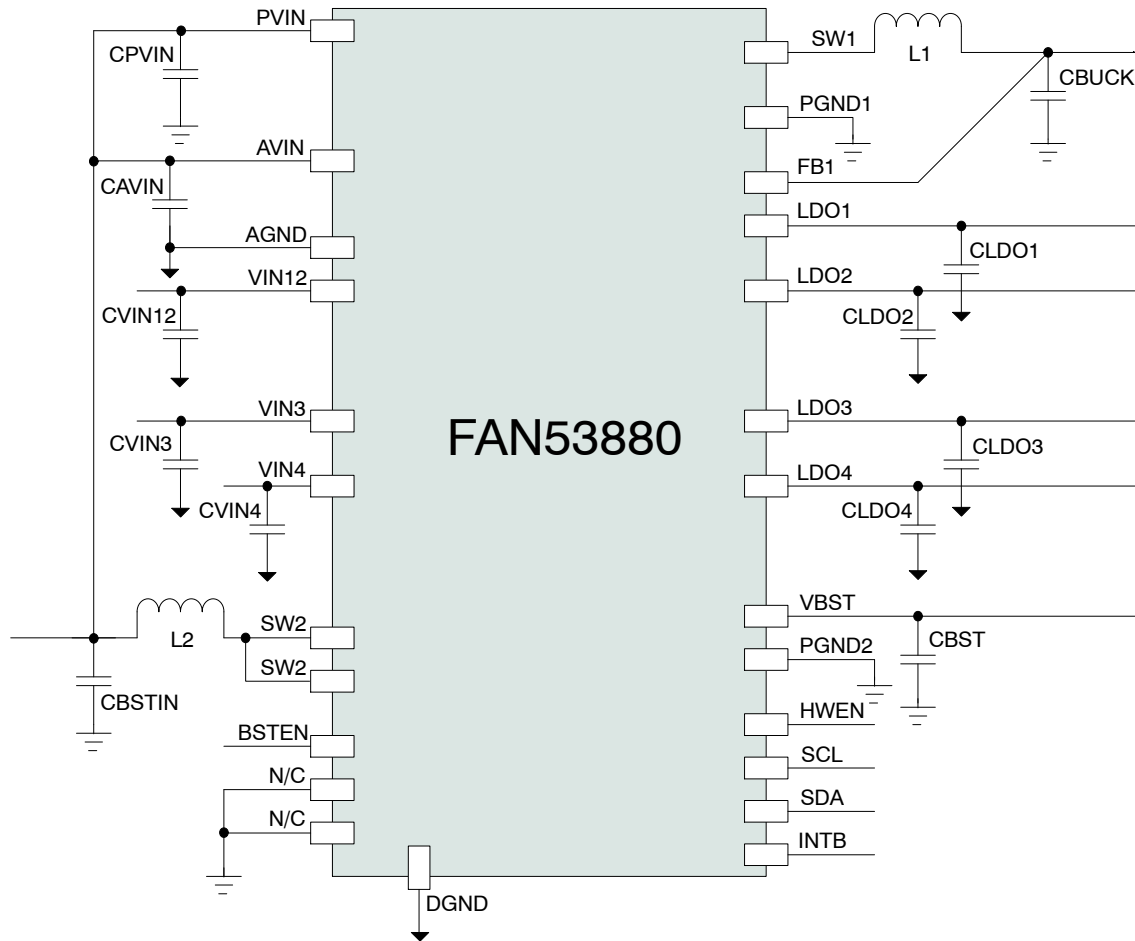 PVIN
CPVIN
AVIN
CAVIN
AGND
VIN12
CVIN12
VIN3
CVIN3
VIN4
CVIN4
L2
SW2
SW2
CBSTIN
BSTEN
N/C
N/C
FAN53880
DGND
SW1
L1
CBUCK
PGND1
FB1
LDO1
CLDO1
LDO2
CLDO2
LDO3
CLDO3
LDO4
CLDO4
VBST
CBST
PGND2
HWEN
SCL
SDA
INTB